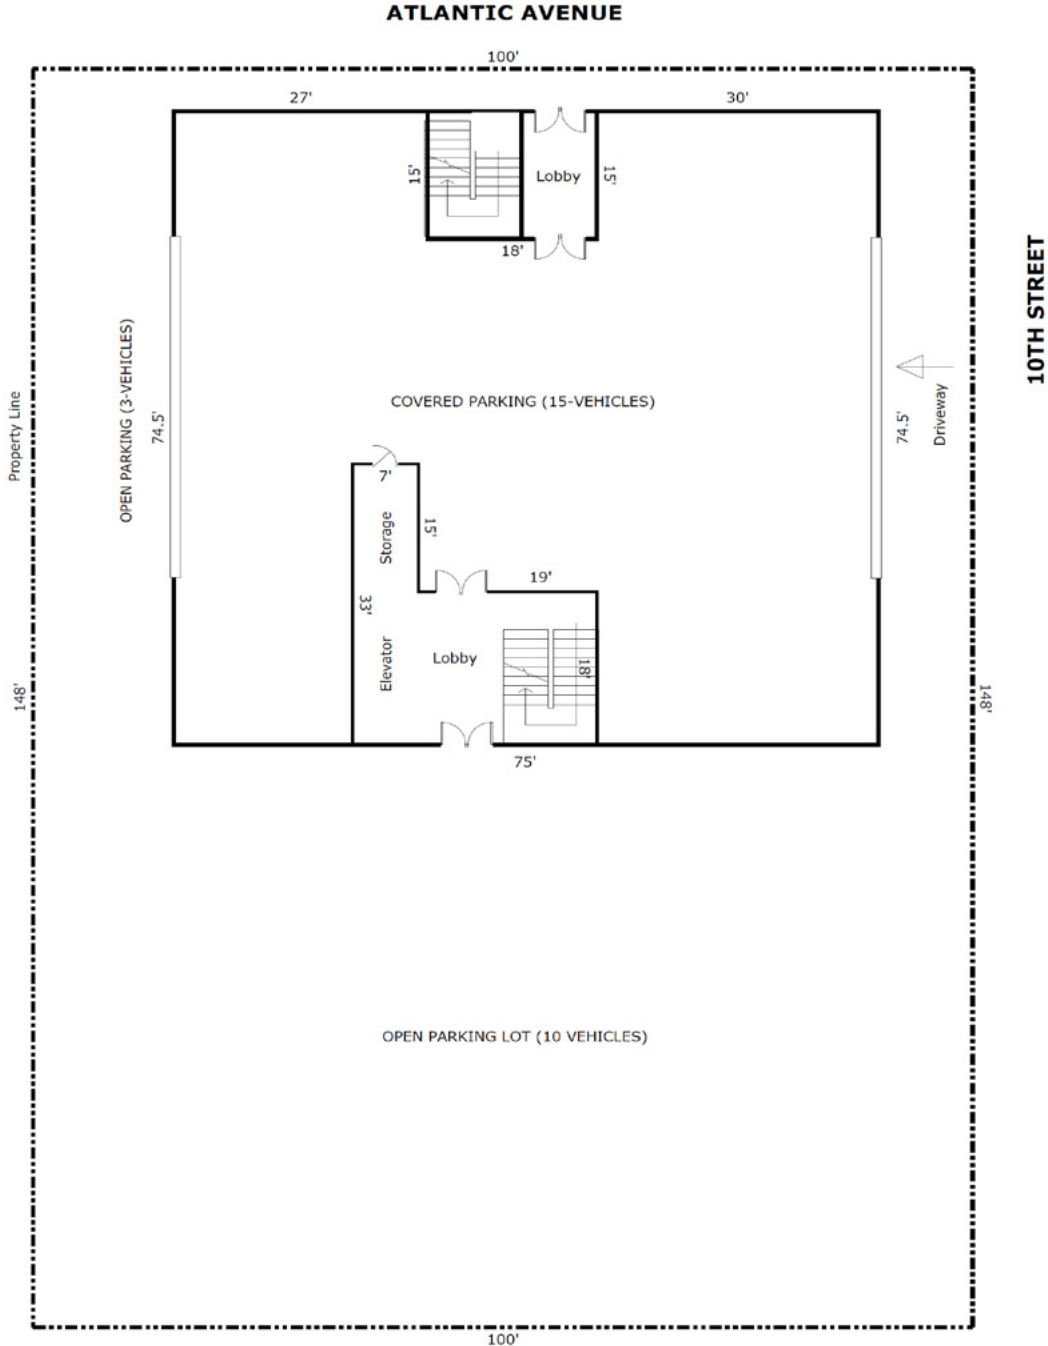 ATLANTIC AVENUE
100'
27'
30'
15'
Lobby
15'
18'
10TH STREET
OPEN PARKING (3-VEHICLES)
COVERED PARKING (15-VEHICLES)
Property Line
74.5'
74.5'
Driveway
7'
Storage
15'
19'
33'
Elevator
Lobby
18'
148'
148'
75'
OPEN PARKING LOT (10 VEHICLES)
100'